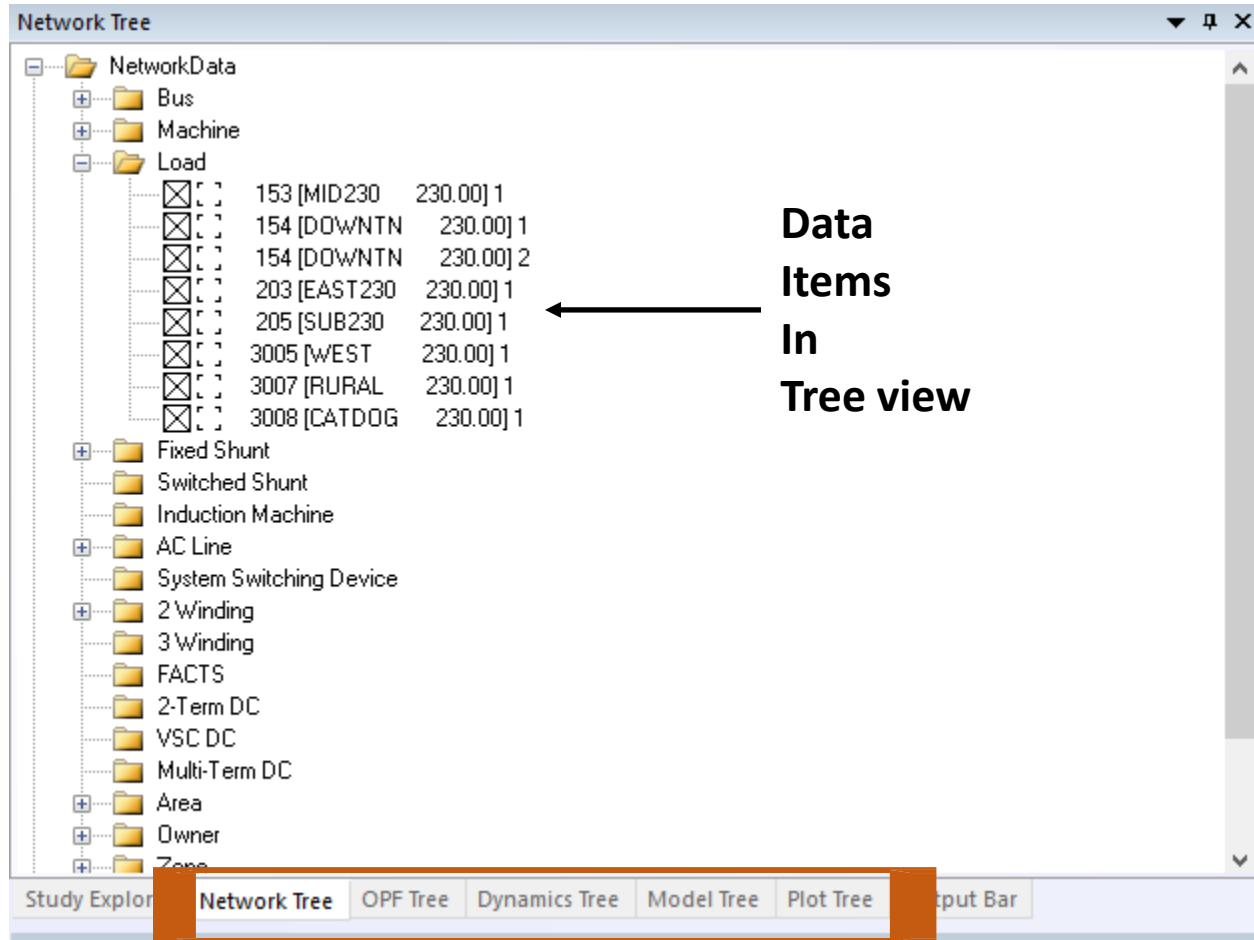 Network Tree
NetworkData
Bus
Machine
Load
153 [MID230 230.00] 1
154 [DOWNTN 230.00] 1
154 [DOWNTN 230.00] 2
203 [EAST230 230.00] 1
205 [SUB230 230.00] 1
3005 [WEST 230.00] 1
3007 [RURAL 230.00] 1
3008 [CATDOG 230.00] 1
Data
Items
In
Tree view
Fixed Shunt
Switched Shunt
Induction Machine
AC Line
System Switching Device
2 Winding
3 Winding
FACTS
2-Term DC
VSC DC
Multi-Term DC
Area
Owner
Zone
Study Explor Network Tree OPF Tree Dynamics Tree Model Tree Plot Tree tput Bar